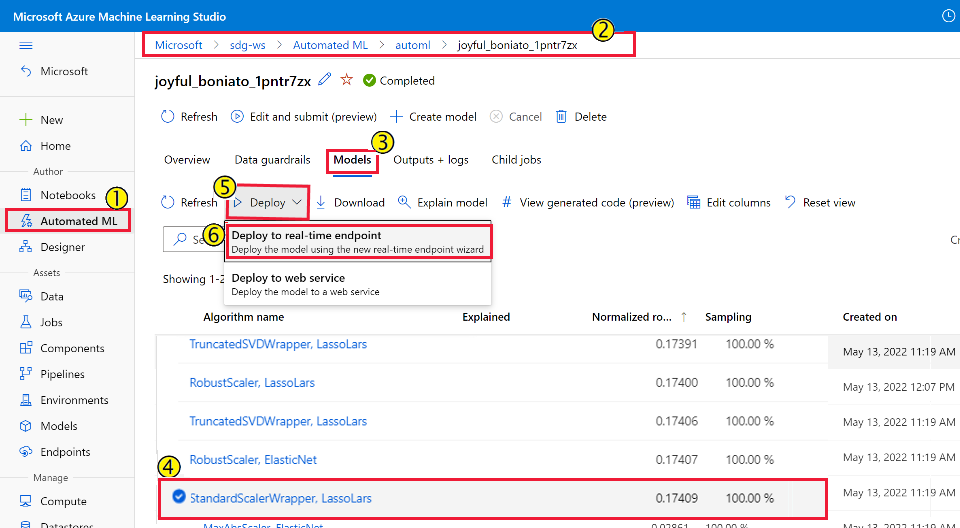 Microsoft Azure Machine Learning Studio
Microsoft > sdg-ws > Automated ML > automl > joyful_boniato_1pntr7zx
2
Microsoft
joyful_boniato_1pntr7zx Completed
New
Refresh Edit and submit (preview) Create model Cancel Delete
Home
3
Author
Overview Data guardrails Models Outputs + logs Child jobs
Notebooks
1
5
Automated ML
Refresh Deploy Download Explain model # View generated code (preview) Edit columns Reset view
Designer
6
Deploy to real-time endpoint
Deploy the model using the new real-time endpoint wizard
Assets
Deploy to web service
Deploy the model to a web service
Data
Showing 1-2
Jobs
Algorithm name Explained Normalized ro... ↑ Sampling Created on
Components
TruncatedSVDWrapper, LassoLars 0.17391 100.00 % May 13, 2022 11:19 AM
Pipelines
RobustScaler, LassoLars 0.17400 100.00 % May 13, 2022 12:07 PM
Environments
Models
TruncatedSVDWrapper, LassoLars 0.17406 100.00 % May 13, 2022 11:19 AM
Endpoints
RobustScaler, ElasticNet 0.17407 100.00 % May 13, 2022 11:19 AM
Manage
4
Compute
StandardScalerWrapper, LassoLars 0.17409 100.00 % May 13, 2022 11:19 AM
Datastores
MaxAbsScaler, ElasticNet 0.02861 100.00 % May 13, 2022 11:19 AM